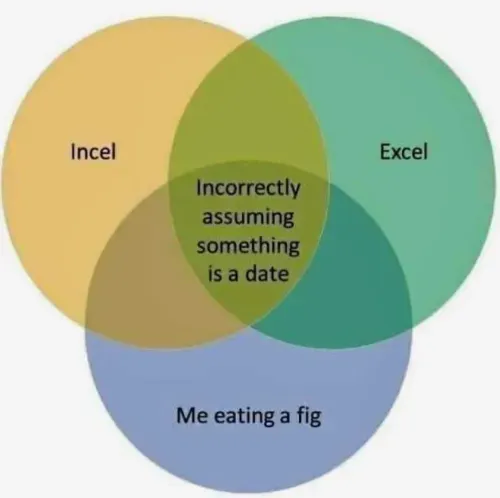 Incel
Excel
Incorrectly
assuming
something
is a date
Me eating a fig